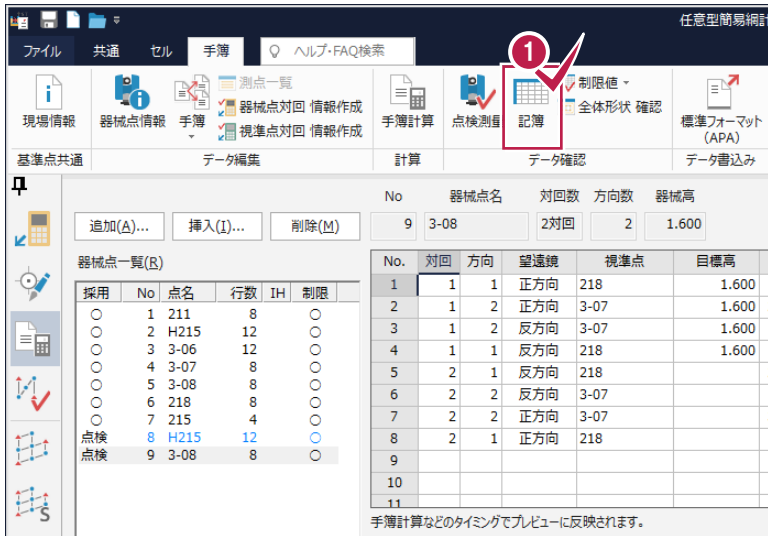 任意型簡易網計
ファイル 共通 セル 手簿 ヘルプ・FAQ検索
1
現場情報 器械点情報 手簿 測点一覧 器械点対回 情報作成 視準点対回 情報作成 手簿計算 点検測量 記簿 制限値 全体形状 確認 標準フォーマット (APA)
基準点共通 データ編集 計算 データ確認 データ書込み
No 器械点名 対回数 方向数 器械高
追加(A)... 挿入(I)... 削除(M) 9 3-08 2対回 2 1.600
器械点一覧(R)
採用 No 点名 行数 IH 制限
○ 1 211 8 ○
○ 2 H215 12 ○
○ 3 3-06 12 ○
○ 4 3-07 8 ○
○ 5 3-08 8 ○
○ 6 218 8 ○
○ 7 215 4 ○
点検 8 H215 12 ○
点検 9 3-08 8 ○
No. 対回 方向 望遠鏡 視準点 目標高
1 1 1 正方向 218 1.600
2 1 2 正方向 3-07 1.600
3 1 2 反方向 3-07 1.600
4 1 1 反方向 218 1.600
5 2 1 反方向 218
6 2 2 反方向 3-07
7 2 2 正方向 3-07
8 2 1 正方向 218
9
10
11
手簿計算などのタイミングでプレビューに反映されます。
S